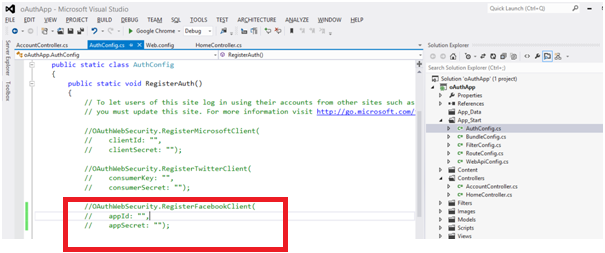 oAuthApp - Microsoft Visual Studio
FILE EDIT VIEW PROJECT BUILD DEBUG TEAM SQL TOOLS TEST ARCHITECTURE ANALYZE WINDOW HELP
Google Chrome Debug
Server Explorer
Toolbox
AccountController.cs AuthConfig.cs Web.config HomeController.cs
oAuthApp.AuthConfig RegisterAuth()
public static class AuthConfig
{
public static void RegisterAuth()
{
// To let users of this site log in using their accounts from other sites such as
// you must update this site. For more information visit http://go.microsoft.com/
//OAuthWebSecurity.RegisterMicrosoftClient(
// clientId: "",
// clientSecret: "");
//OAuthWebSecurity.RegisterTwitterClient(
// consumerKey: "",
// consumerSecret: "");
//OAuthWebSecurity.RegisterFacebookClient(
// appId: "",
// appSecret: "");
Solution Explorer
Search Solution Explorer (Ctrl+;)
Solution 'oAuthApp' (1 project)
oAuthApp
Properties
References
App_Data
App_Start
AuthConfig.cs
BundleConfig.cs
FilterConfig.cs
RouteConfig.cs
WebApiConfig.cs
Content
Controllers
AccountController.cs
HomeController.cs
Filters
Images
Models
Scripts
Views